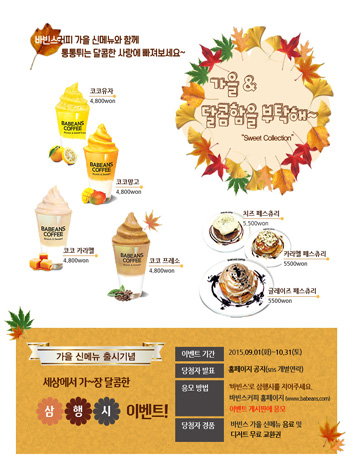 바빈스커피 가을 신메뉴와 함께
통통튀는 달콤한 사랑에 빠져보세요~
가을 &
달콤함을 부탁해~
"Sweet Collection"
코코유자
4,800won
BABEANS
COFFEE
코코망고
4,800won
BABEANS
COFFEE
코코 카라멜
4,800won
BABEANS
COFFEE
코코 프레소
4,800won
BABEANS
COFFEE
치즈 페스츄리
5,500won
카라멜 페스츄리
5500won
글레이즈 페스츄리
5500won
가을 신메뉴 출시기념
세상에서 가~장 달콤한
삼 행 시 이벤트!
이벤트 기간 2015.09.01(화)-10.31(토)
당첨자 발표 홈페이지 공지(sns 개별연락)
응모 방법 '바빈스'로 삼행시를 지어주세요.
바빈스커피 홈페이지 (www.babeans.com)
이벤트 게시판에 응모
당첨자 경품 바빈스 가을 신메뉴 음료 및
디저트 무료 교환권